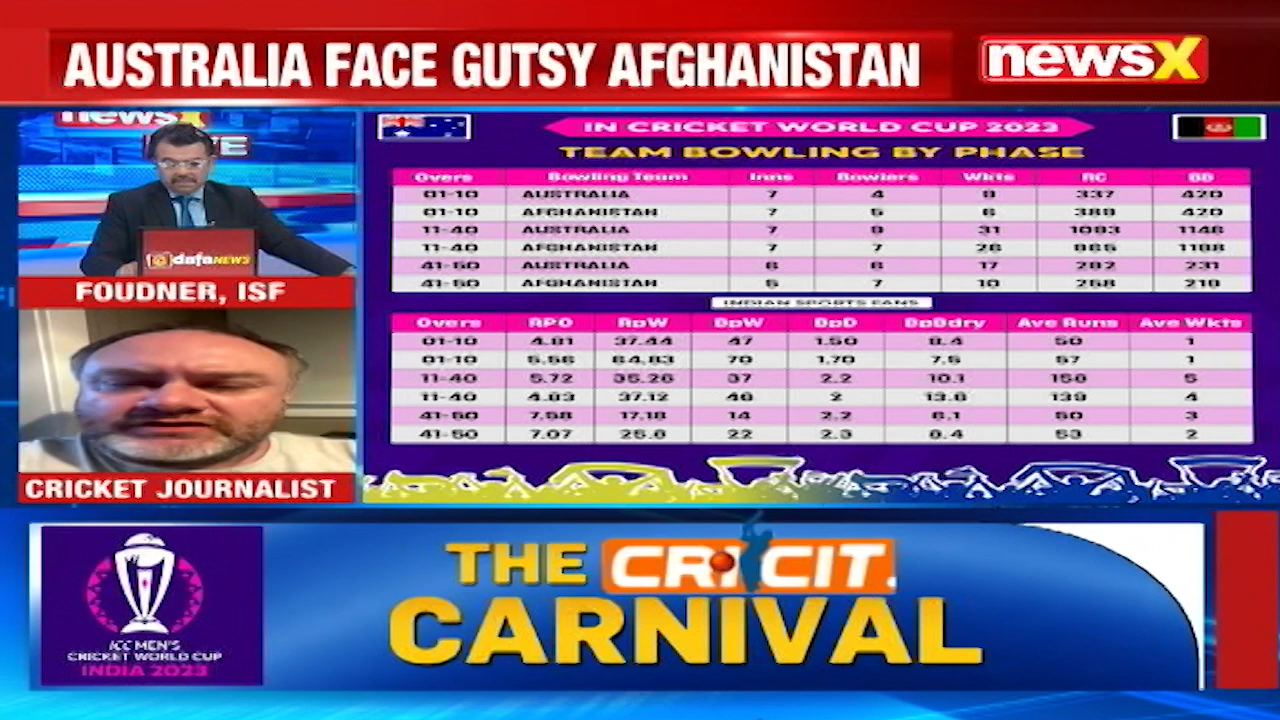 AUSTRALIA FACE GUTSY AFGHANISTAN
newsX
newsX
LIVE
dafaNEWS
FOUDNER, ISF
CRICKET JOURNALIST
IN CRICKET WORLD CUP 2023
TEAM BOWLING BY PHASE
Overs Bowling Team Inns Bowlers Wkts RC BD
01-10 AUSTRALIA 7 4 9 337 420
01-10 AFGHANISTAN 7 5 6 389 420
11-40 AUSTRALIA 7 31 1093 1146
11-40 AFGHANISTAN 7 7 26 965 1198
41-50 AUSTRALIA 6 6 17 292 231
41-50 AFGHANISTAN 5 7 10 258 219
INDIAN SPORTS FANS
Overs RPO RpW BpW BpD BpBdry Ave Runs Ave Wkts
01-10 4.81 37.44 47 1.50 8.4 50 1
01-10 5.56 64.83 70 1.70 7.5 57 1
11-40 5.72 35.26 37 2.2 10.1 5
11-40 4.83 37.12 46 2 13.6 4
41-50 7.58 17.18 14 2.2 6.1 50 3
41-50 7.07 25.8 22 2.3 53 2
ICC MEN'S
CRICKET WORLD CUP
INDIA 2023
THE CRICIT.
CARNIVAL